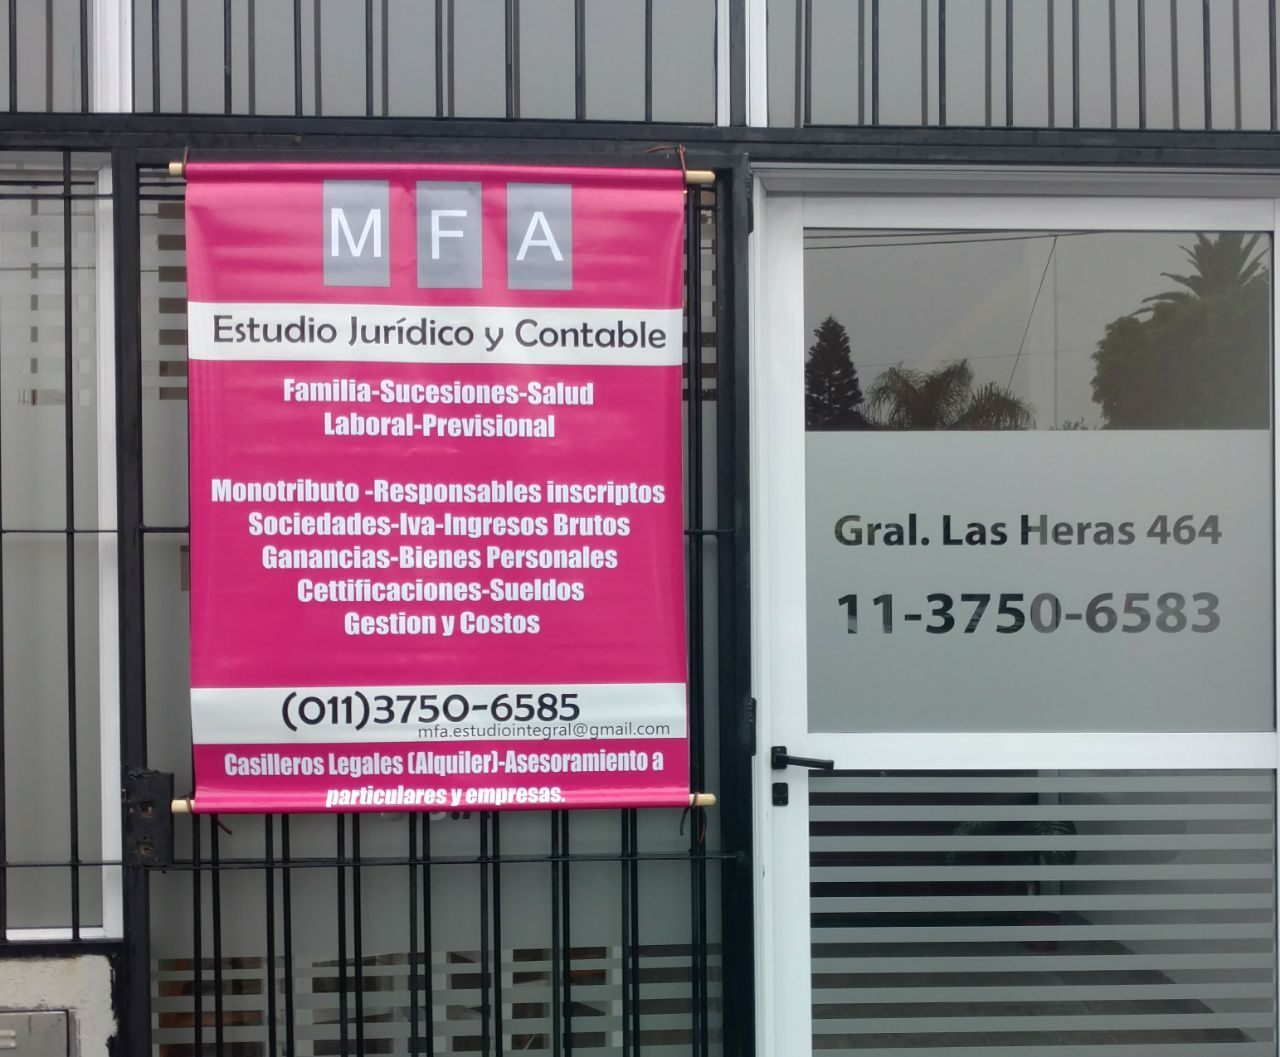 M F A
Estudio Jurídico y Contable
Familia-Sucesiones-Salud
Laboral-Previsional
Monotributo -Responsables inscriptos
Sociedades-Iva-Ingresos Brutos
Ganancias-Bienes Personales
Cettificaciones-Sueldos
Gestion y Costos
(011)3750-6585
mfa.estudiointegral@gmail.com
Casilleros Legales (Alquiler)-Asesoramiento a
particulares y empresas.
Gral. Las Heras 464
11-3750-6583